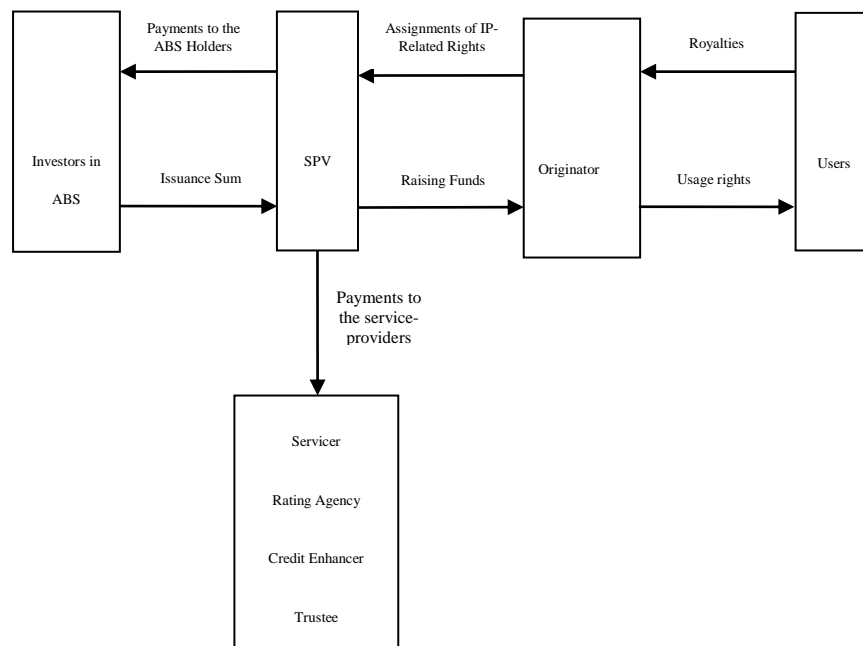 Payments to the
ABS Holders
Assignments of IP-
Related Rights
Royalties
Investors in
ABS
Issuance Sum
SPV
Raising Funds
Originator
Usage rights
Users
Payments to
the service-
providers
Servicer
Rating Agency
Credit Enhancer
Trustee